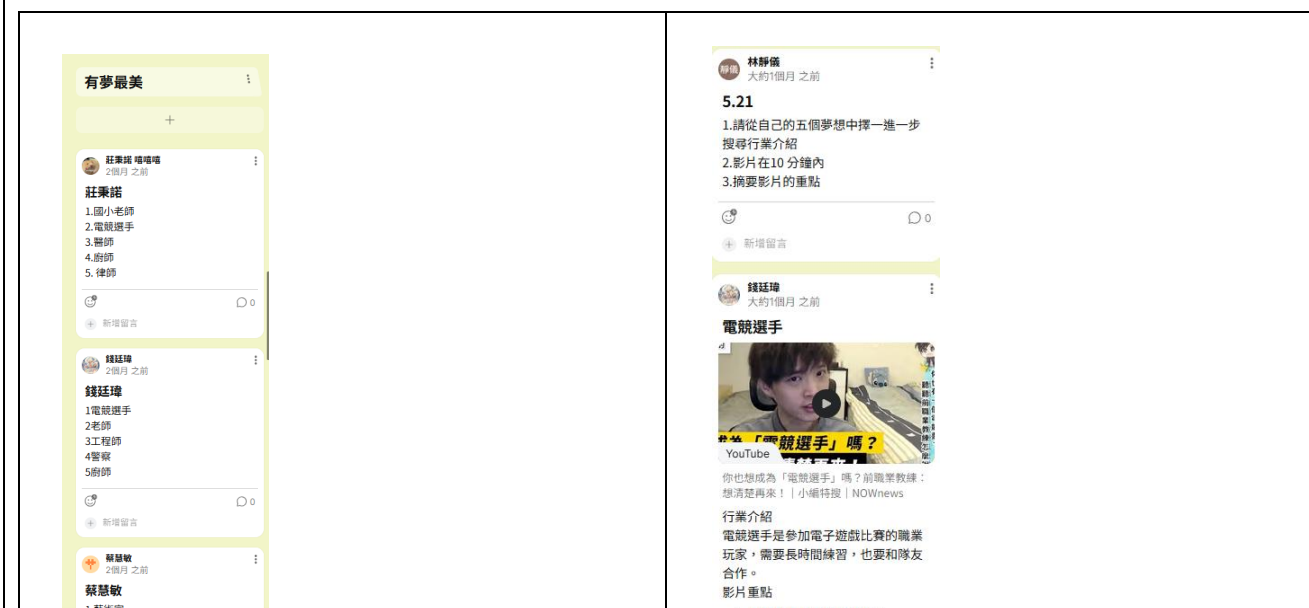 有夢最美
莊秉諾 嘻嘻嘻
2個月 之前
莊秉諾
1.國小老師
2.電競選手
3.醫師
4.廚師
5. 律師
0
新增留言
錢廷瑋
2個月 之前
錢廷瑋
1電競選手
2老師
3工程師
4警察
5廚師
0
新增留言
蔡慧敏
2個月 之前
蔡慧敏
靜儀
林靜儀
大約1個月 之前
5.21
1.請從自己的五個夢想中擇一進一步
搜尋行業介紹
2.影片在10 分鐘內
3.摘要影片的重點
0
新增留言
錢廷瑋
大約1個月 之前
電競選手
「電競選手」嗎？
YouTube
你也想成為「電競選手」嗎？前職業教練：
想清楚再來！｜小編特搜｜NOWnews
行業介紹
電競選手是參加電子遊戲比賽的職業
玩家，需要長時間練習，也要和隊友
合作。
影片重點